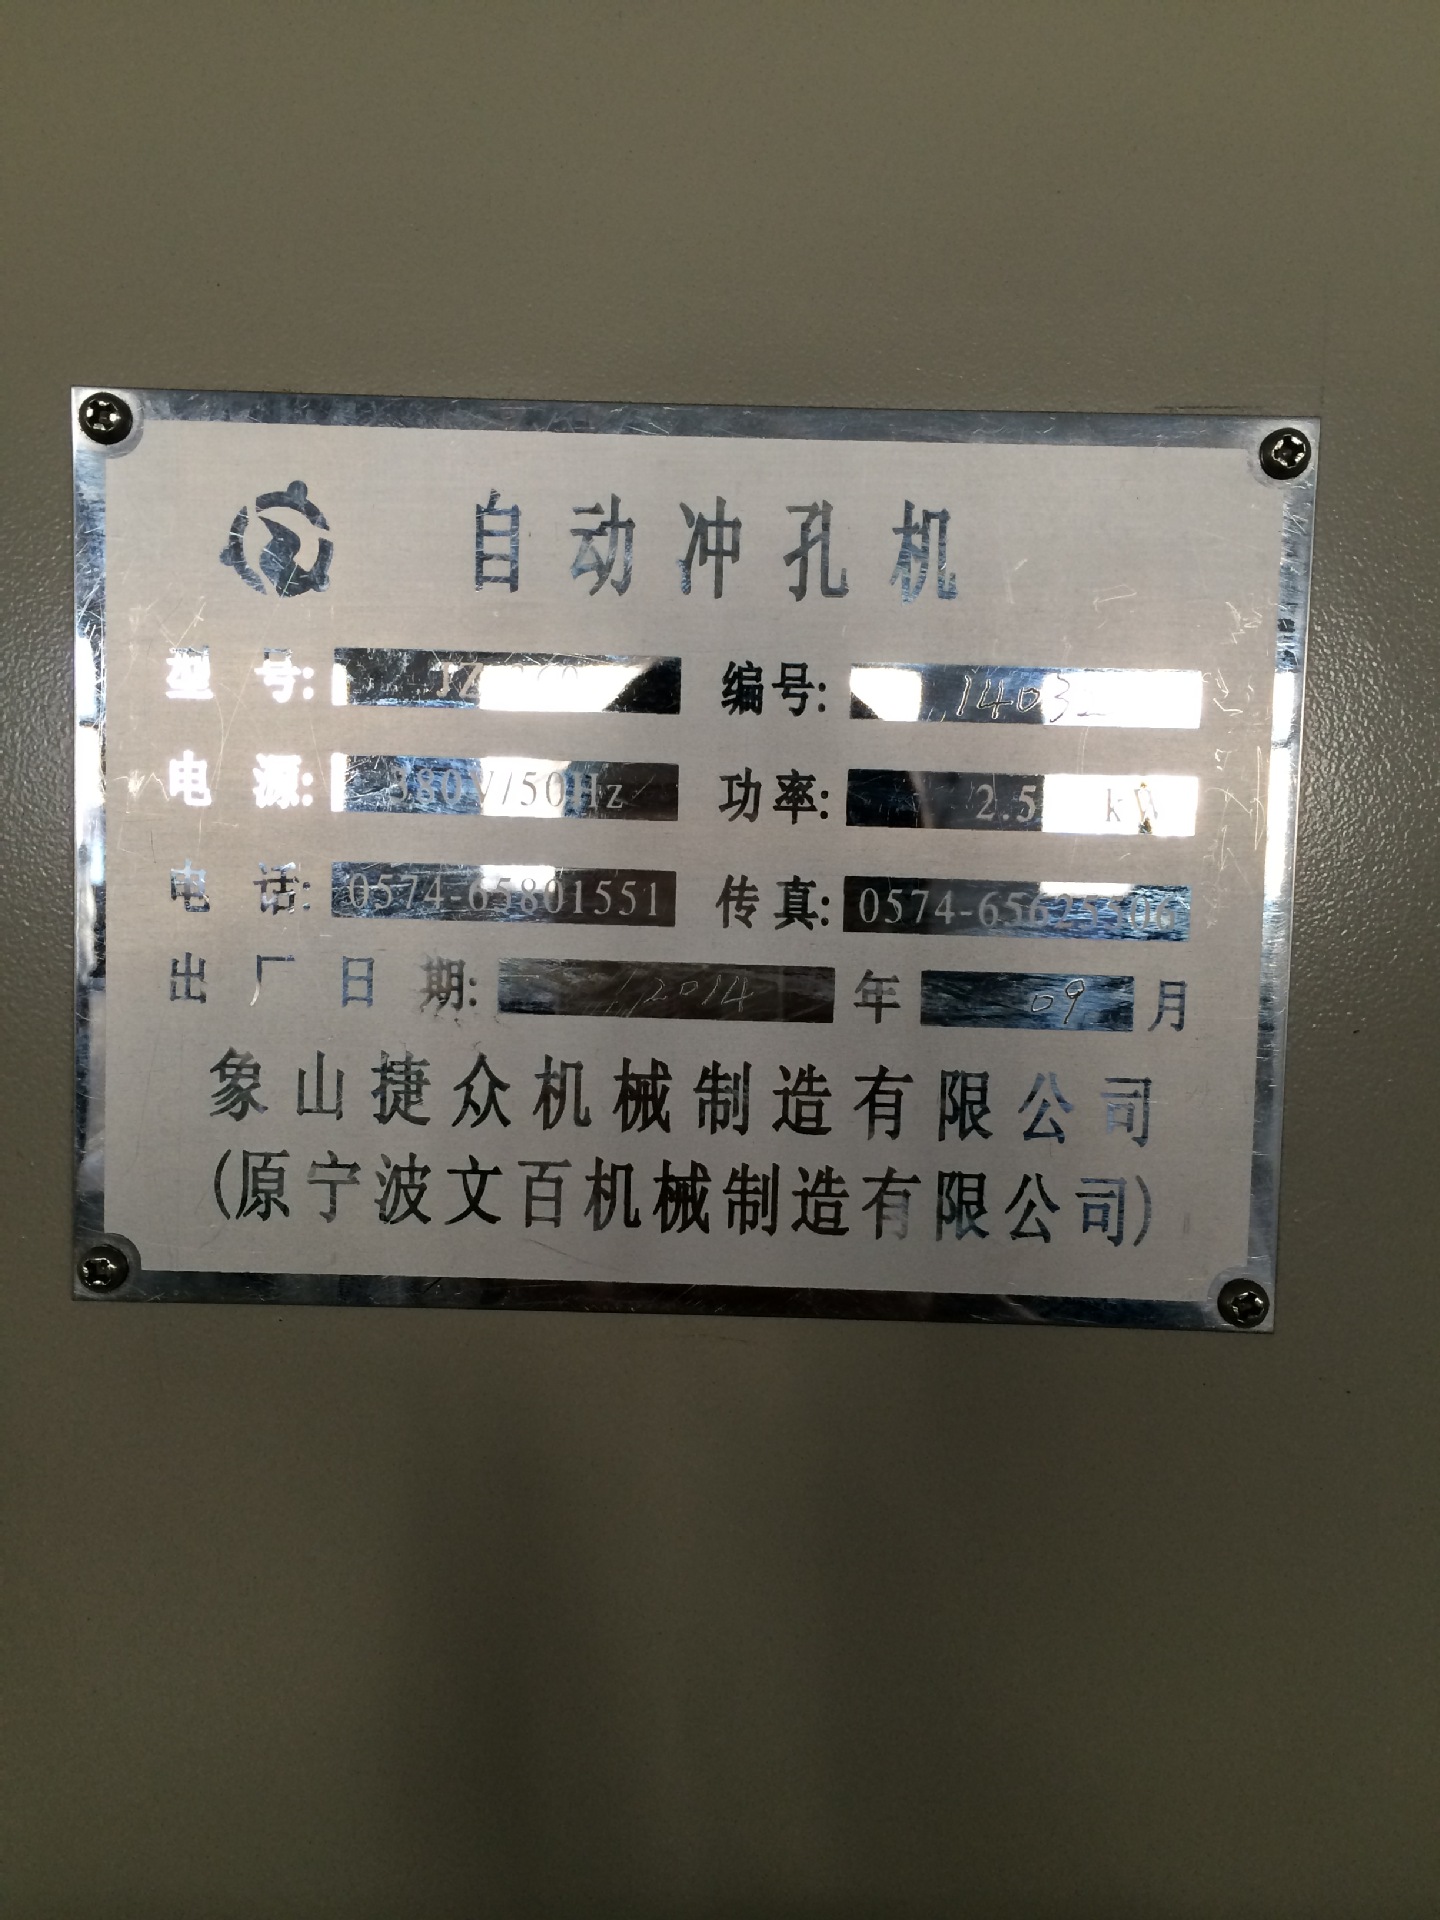 自动冲孔机
型号: 编号: 14032
电源: 380V/50Hz 功率: 2.5 kW
电话: 0574-65801551 传真: 0574-65625506
出厂日期: 2014 年 09 月
象山捷众机械制造有限公司
(原宁波文百机械制造有限公司)